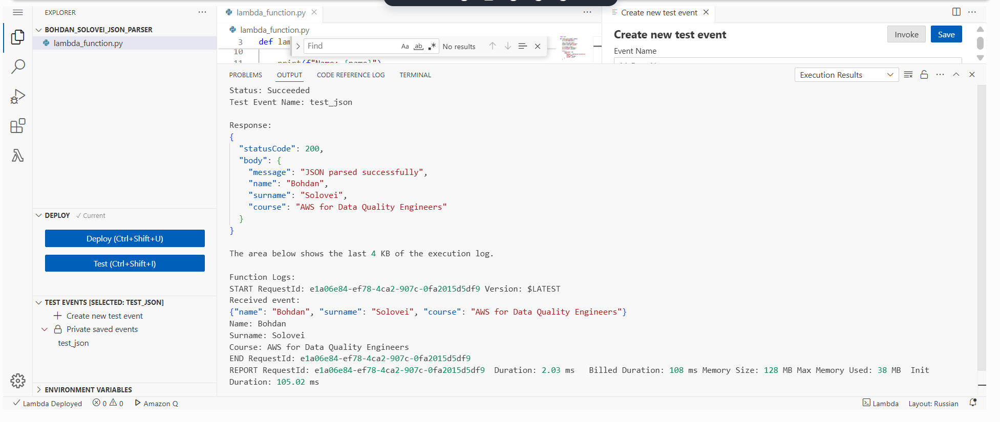 EXPLORER
BOHDAN_SOLOVEI_JSON_PARSER
lambda_function.py
DEPLOY Current
Deploy (Ctrl+Shift+U)
Test (Ctrl+Shift+I)
TEST EVENTS [SELECTED: TEST_JSON]
Create new test event
Private saved events
test_json
ENVIRONMENT VARIABLES
lambda_function.py
lambda_function.py
3 def lam
10
11 print(f"Name: {name}")
Find
Aa ab No results
Create new test event
Create new test event
Invoke Save
Event Name
PROBLEMS OUTPUT CODE REFERENCE LOG TERMINAL
Execution Results
Status: Succeeded
Test Event Name: test_json
Response:
{
"statusCode": 200,
"body": {
"message": "JSON parsed successfully",
"name": "Bohdan",
"surname": "Solovei",
"course": "AWS for Data Quality Engineers"
}
}
The area below shows the last 4 KB of the execution log.
Function Logs:
START RequestId: e1a06e84-ef78-4ca2-907c-0fa2015d5df9 Version: $LATEST
Received event:
{"name": "Bohdan", "surname": "Solovei", "course": "AWS for Data Quality Engineers"}
Name: Bohdan
Surname: Solovei
Course: AWS for Data Quality Engineers
END RequestId: e1a06e84-ef78-4ca2-907c-0fa2015d5df9
REPORT RequestId: e1a06e84-ef78-4ca2-907c-0fa2015d5df9 Duration: 2.03 ms Billed Duration: 108 ms Memory Size: 128 MB Max Memory Used: 38 MB Init
Duration: 105.02 ms
Lambda Deployed 0 0 Amazon Q
Lambda Layout: Russian